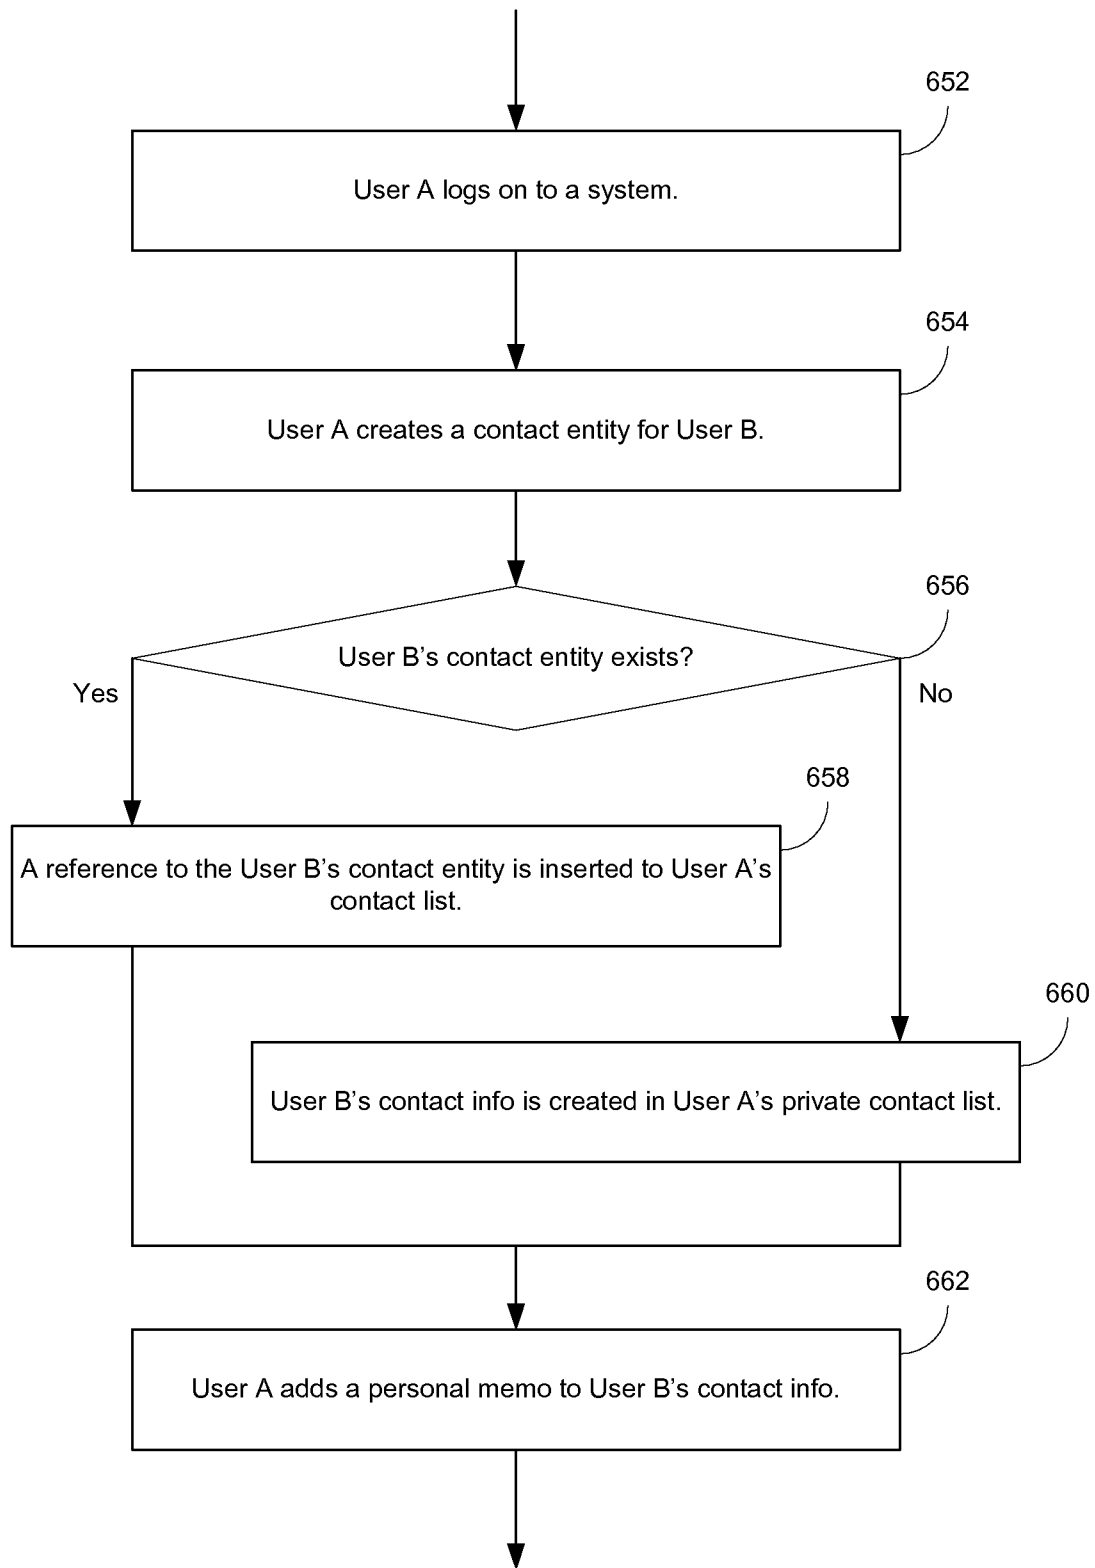 652
User A logs on to a system.
654
User A creates a contact entity for User B.
656
User B's contact entity exists?
Yes
No
658
A reference to the User B's contact entity is inserted to User A's
contact list.
660
User B's contact info is created in User A's private contact list.
662
User A adds a personal memo to User B's contact info.